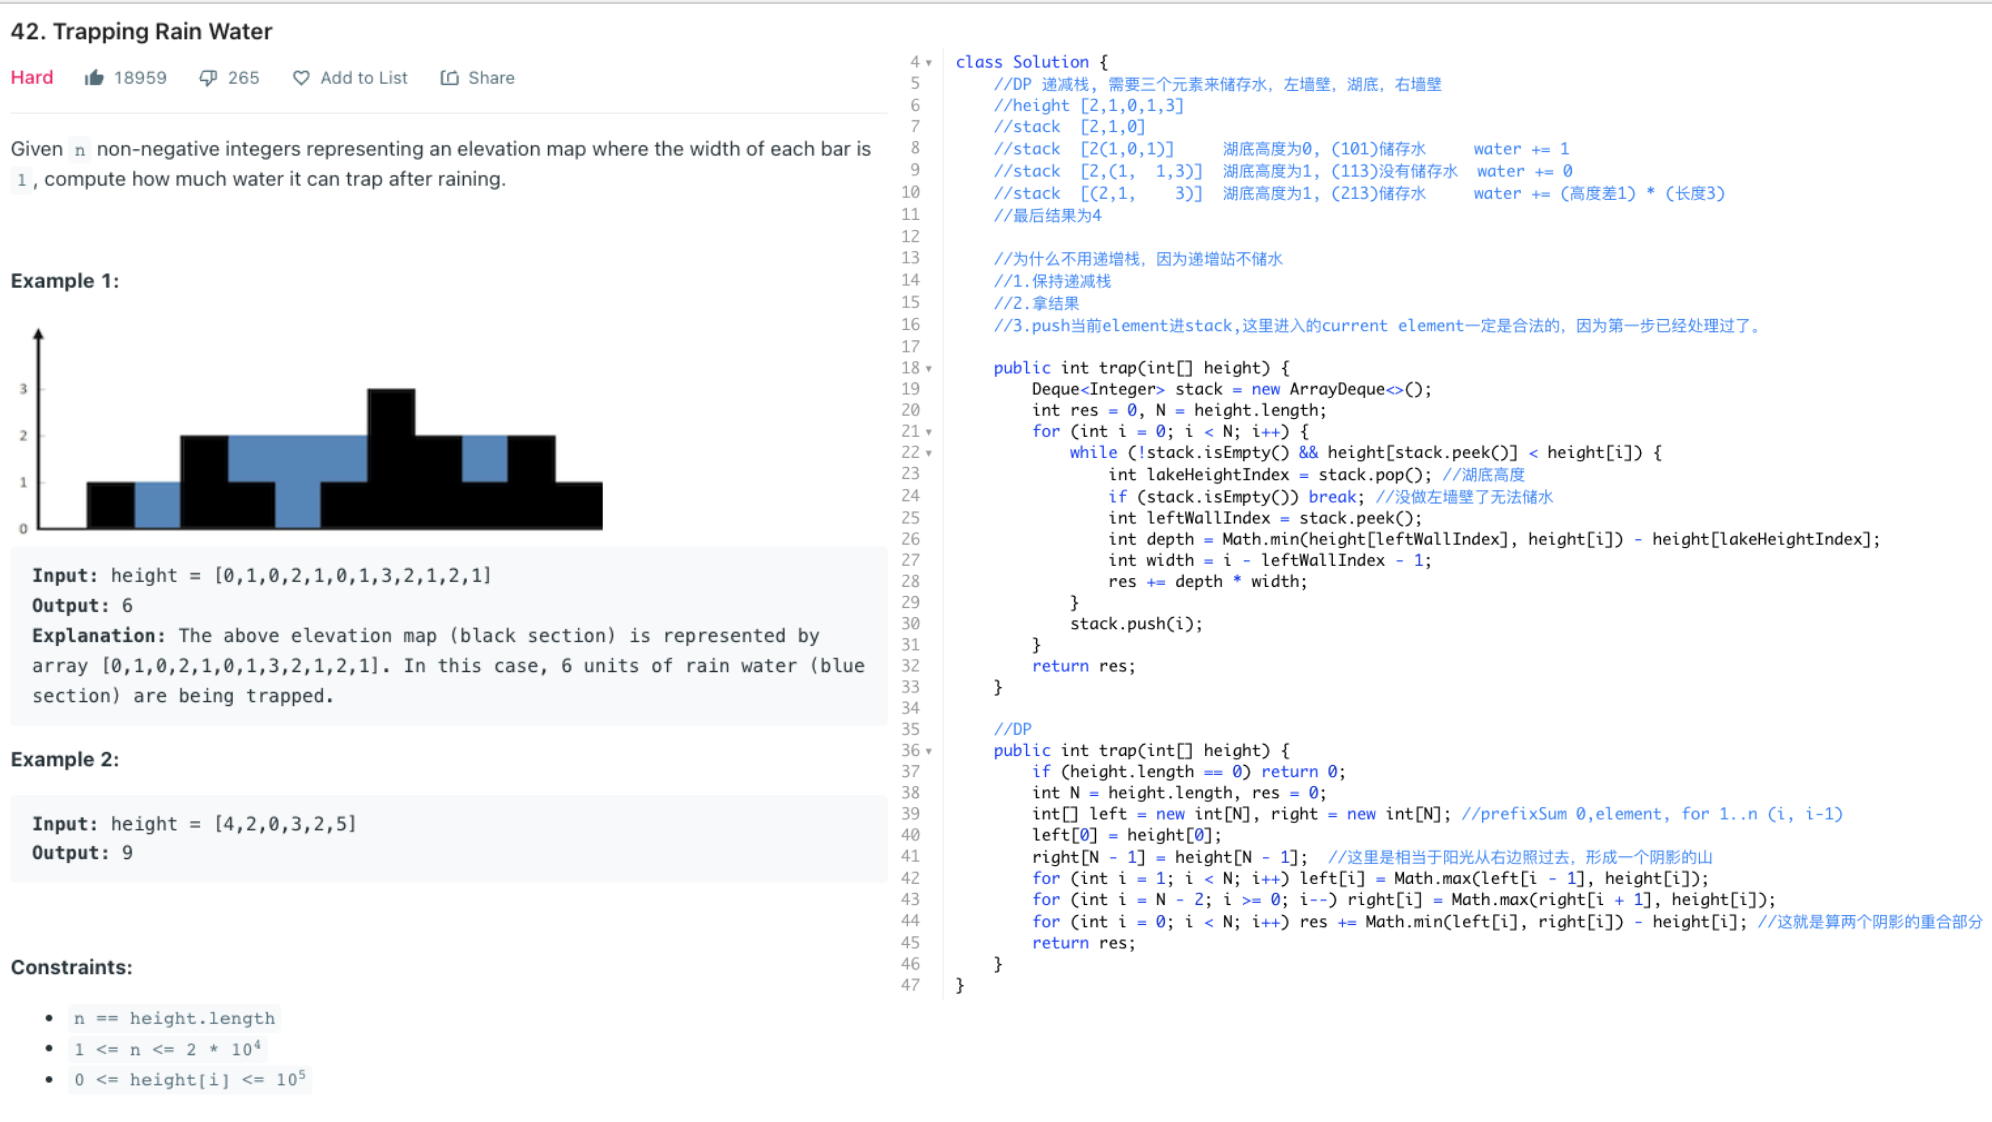 42. Trapping Rain Water
Hard 18959 265 Add to List Share
Given n non-negative integers representing an elevation map where the width of each bar is
1 , compute how much water it can trap after raining.
Example 1:
3
2
1
0
Input: height = [0,1,0,2,1,0,1,3,2,1,2,1]
Output: 6
Explanation: The above elevation map (black section) is represented by
array [0,1,0,2,1,0,1,3,2,1,2,1]. In this case, 6 units of rain water (blue
section) are being trapped.
Example 2:
Input: height = [4,2,0,3,2,5]
Output: 9
Constraints:
n == height.length
1 <= n <= 2 * 10⁴
0 <= height[i] <= 10⁵
4 class Solution {
5 //DP 递减栈, 需要三个元素来储存水, 左墙壁, 湖底, 右墙壁
6 //height [2,1,0,1,3]
7 //stack [2,1,0]
8 //stack [2(1,0,1)] 湖底高度为0, (101)储存水 water += 1
9 //stack [2,(1, 1,3)] 湖底高度为1, (113)没有储存水 water += 0
10 //stack [(2,1, 3)] 湖底高度为1, (213)储存水 water += (高度差1) * (长度3)
11 //最后结果为4
12
13 //为什么不用递增栈, 因为递增站不储水
14 //1.保持递减栈
15 //2.拿结果
16 //3.push当前element进stack,这里进入的current element一定是合法的, 因为第一步已经处理过了。
17
18 public int trap(int[] height) {
19 Deque<Integer> stack = new ArrayDeque<>();
20 int res = 0, N = height.length;
21 for (int i = 0; i < N; i++) {
22 while (!stack.isEmpty() && height[stack.peek()] < height[i]) {
23 int lakeHeightIndex = stack.pop(); //湖底高度
24 if (stack.isEmpty()) break; //没做左墙壁了无法储水
25 int leftWallIndex = stack.peek();
26 int depth = Math.min(height[leftWallIndex], height[i]) - height[lakeHeightIndex];
27 int width = i - leftWallIndex - 1;
28 res += depth * width;
29 }
30 stack.push(i);
31 }
32 return res;
33 }
34
35 //DP
36 public int trap(int[] height) {
37 if (height.length == 0) return 0;
38 int N = height.length, res = 0;
39 int[] left = new int[N], right = new int[N]; //prefixSum 0,element, for 1..n (i, i-1)
40 left[0] = height[0];
41 right[N - 1] = height[N - 1]; //这里是相当于阳光从右边照过去, 形成一个阴影的山
42 for (int i = 1; i < N; i++) left[i] = Math.max(left[i - 1], height[i]);
43 for (int i = N - 2; i >= 0; i--) right[i] = Math.max(right[i + 1], height[i]);
44 for (int i = 0; i < N; i++) res += Math.min(left[i], right[i]) - height[i]; //这就是算两个阴影的重合部分
45 return res;
46 }
47 }